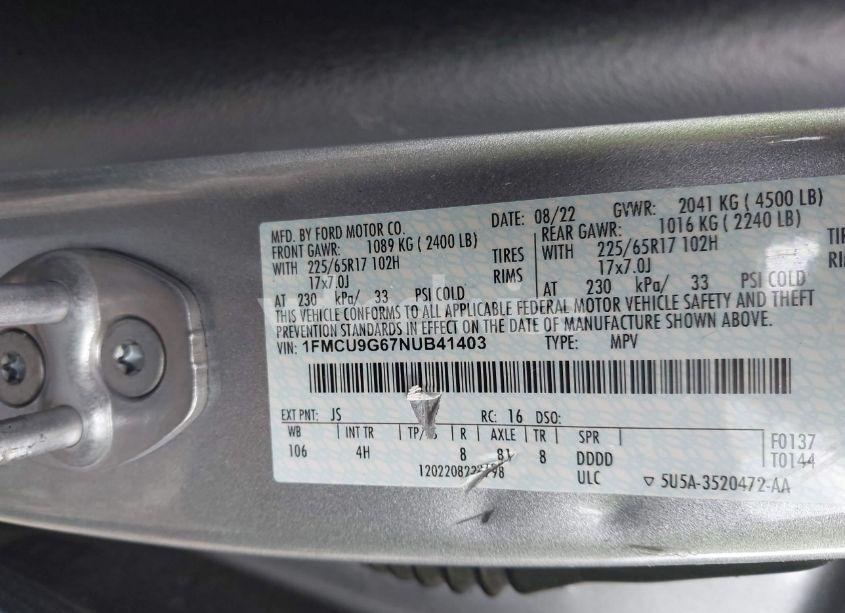 MFD. BY FORD MOTOR CO. DATE: 08/22 GVWR: 2041 KG ( 4500 LB)
FRONT GAWR: 1089 KG ( 2400 LB) REAR GAWR: 1016 KG ( 2240 LB)
WITH 225/65R17 102H TIRES WITH 225/65R17 102H TIRE
17x7.0J RIMS 17x7.0J RIMS
AT 230 kPa/ 33 PSI COLD AT 230 kPa/ 33 PSI COLD
THIS VEHICLE CONFORMS TO ALL APPLICABLE FEDERAL MOTOR VEHICLE SAFETY AND THEFT
PREVENTION STANDARDS IN EFFECT ON THE DATE OF MANUFACTURE SHOWN ABOVE.
VIN: 1FMCU9G67NUB41403 TYPE: MPV
EXT PNT: JS RC: 16 DSO:
WB INT TR R AXLE TR SPR F0137
106 4H 8 8 DDDD T0144
ULC 5U5A-3520472-AA